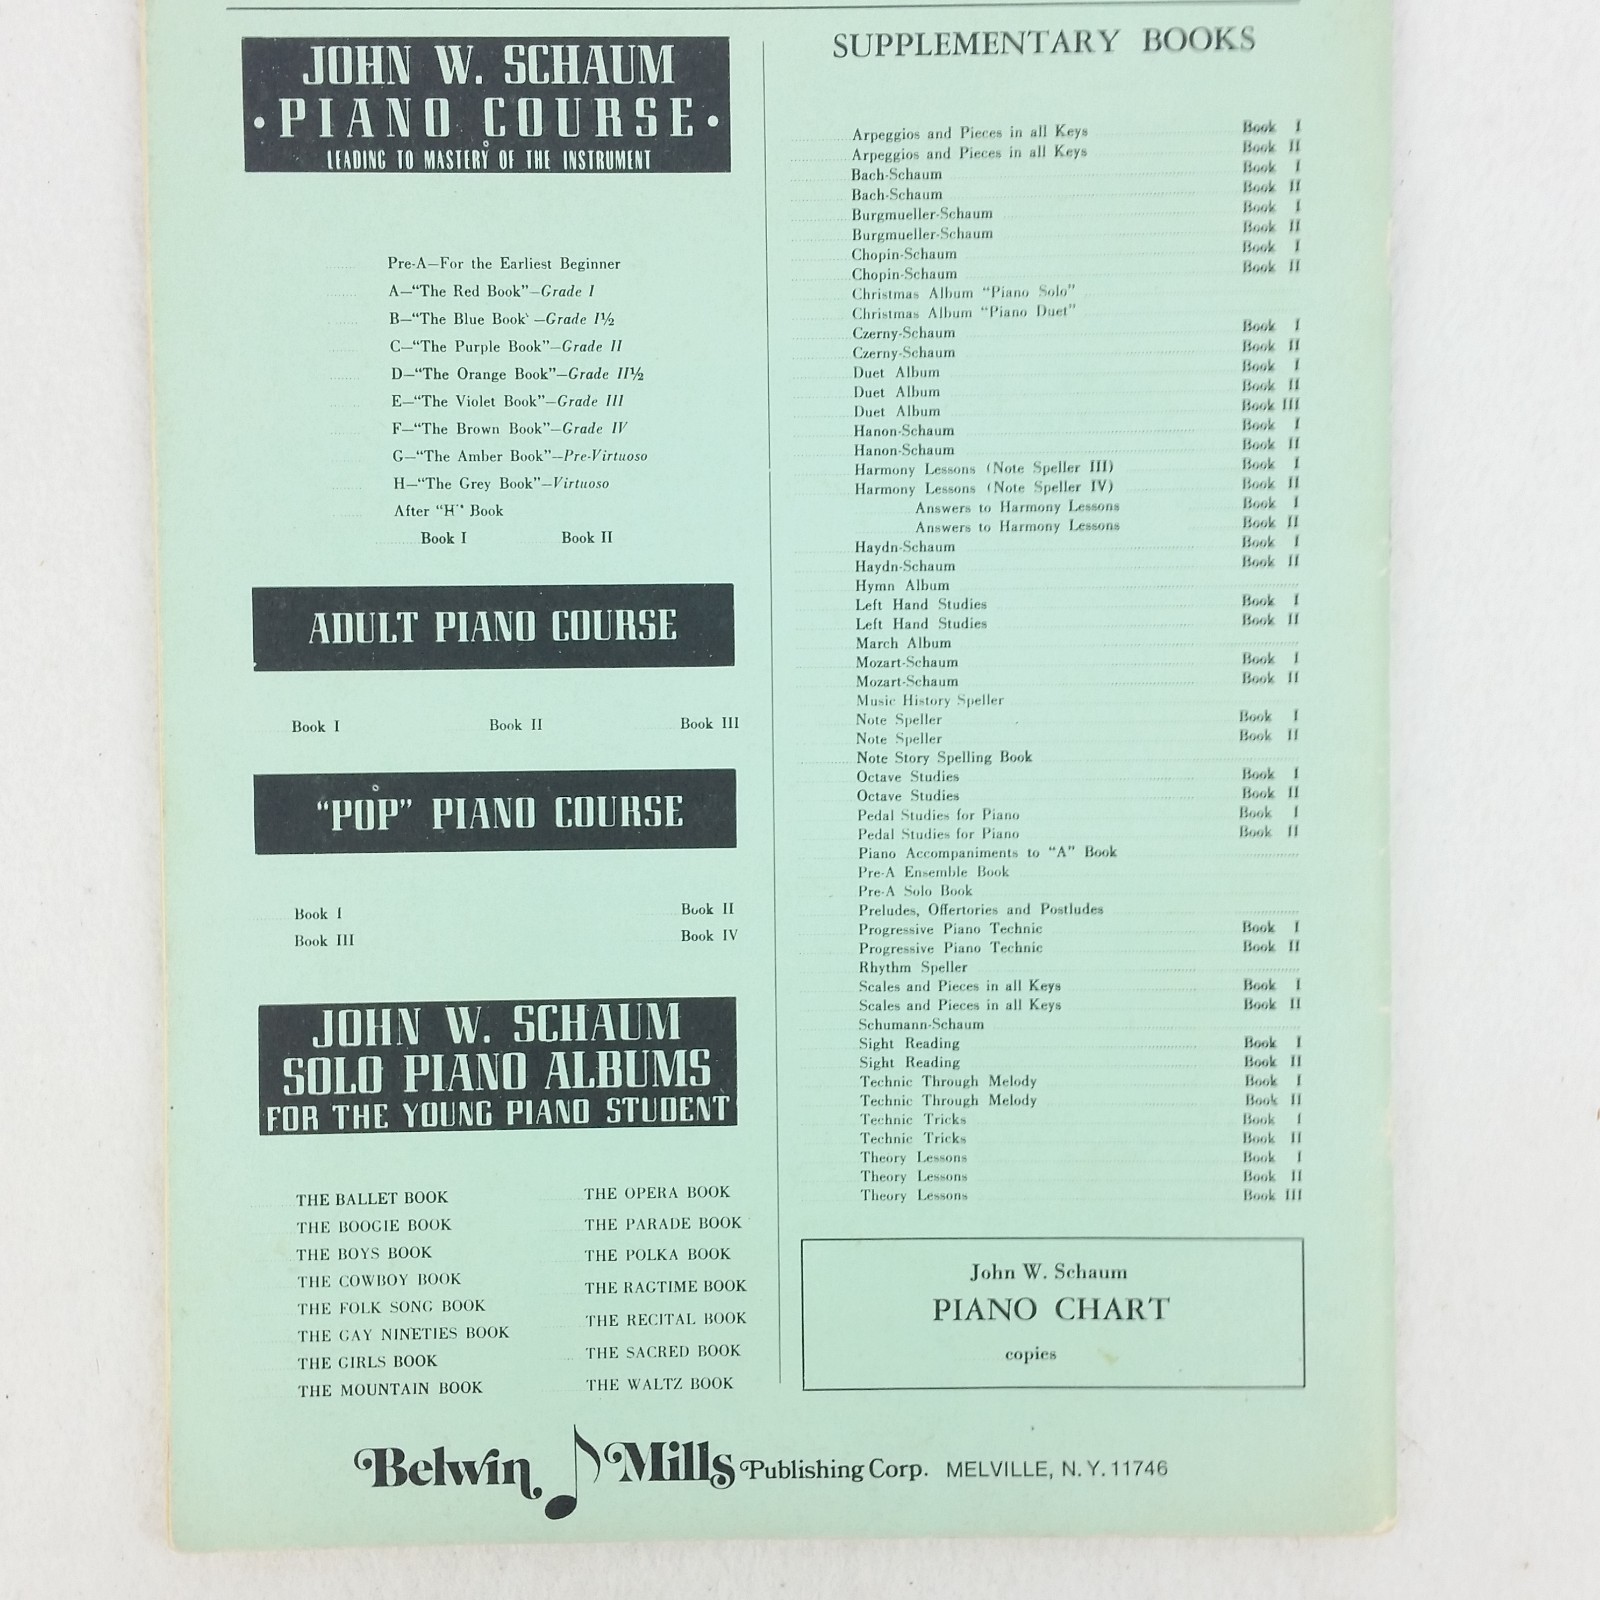 JOHN W. SCHAUM
• PIANO COURSE •
LEADING TO MASTERY OF THE INSTRUMENT
Pre-A—For the Earliest Beginner
A—“The Red Book”—Grade I
B—“The Blue Book‘—Grade I½
C—“The Purple Book”—Grade II
D—“The Orange Book”—Grade II½
E—“The Violet Book”—Grade III
F—“The Brown Book”—Grade IV
G—“The Amber Book”—Pre-Virtuoso
H—“The Grey Book”—Virtuoso
After “H” Book
Book I Book II
ADULT PIANO COURSE
Book I Book II Book III
“POP” PIANO COURSE
Book I Book II
Book III Book IV
JOHN W. SCHAUM
SOLO PIANO ALBUMS
FOR THE YOUNG PIANO STUDENT
THE BALLET BOOK
THE BOOGIE BOOK
THE BOYS BOOK
THE COWBOY BOOK
THE FOLK SONG BOOK
THE GAY NINETIES BOOK
THE GIRLS BOOK
THE MOUNTAIN BOOK
THE OPERA BOOK
THE PARADE BOOK
THE POLKA BOOK
THE RAGTIME BOOK
THE RECITAL BOOK
THE SACRED BOOK
THE WALTZ BOOK
SUPPLEMENTARY BOOKS
Arpeggios and Pieces in all Keys Book I
Arpeggios and Pieces in all Keys Book II
Bach-Schaum Book I
Bach-Schaum Book II
Burgmueller-Schaum Book I
Burgmueller-Schaum Book II
Chopin-Schaum Book I
Chopin-Schaum Book II
Christmas Album “Piano Solo”
Christmas Album “Piano Duet”
Czerny-Schaum Book I
Czerny-Schaum Book II
Duet Album Book I
Duet Album Book II
Duet Album Book III
Hanon-Schaum Book I
Hanon-Schaum Book II
Harmony Lessons (Note Speller III) Book I
Harmony Lessons (Note Speller IV) Book II
Answers to Harmony Lessons Book I
Answers to Harmony Lessons Book II
Haydn-Schaum Book I
Haydn-Schaum Book II
Hymn Album
Left Hand Studies Book I
Left Hand Studies Book II
March Album
Mozart-Schaum Book I
Mozart-Schaum Book II
Music History Speller
Note Speller Book I
Note Speller Book II
Note Story Spelling Book
Octave Studies Book I
Octave Studies Book II
Pedal Studies for Piano Book I
Pedal Studies for Piano Book II
Piano Accompaniments to “A” Book
Pre-A Ensemble Book
Pre-A Solo Book
Preludes, Offertories and Postludes
Progressive Piano Technic Book I
Progressive Piano Technic Book II
Rhythm Speller
Scales and Pieces in all Keys Book I
Scales and Pieces in all Keys Book II
Schumann-Schaum
Sight Reading Book I
Sight Reading Book II
Technic Through Melody Book I
Technic Through Melody Book II
Technic Tricks Book I
Technic Tricks Book II
Theory Lessons Book I
Theory Lessons Book II
Theory Lessons Book III
John W. Schaum
PIANO CHART
copies
Belwin Mills Publishing Corp. MELVILLE, N.Y. 11746